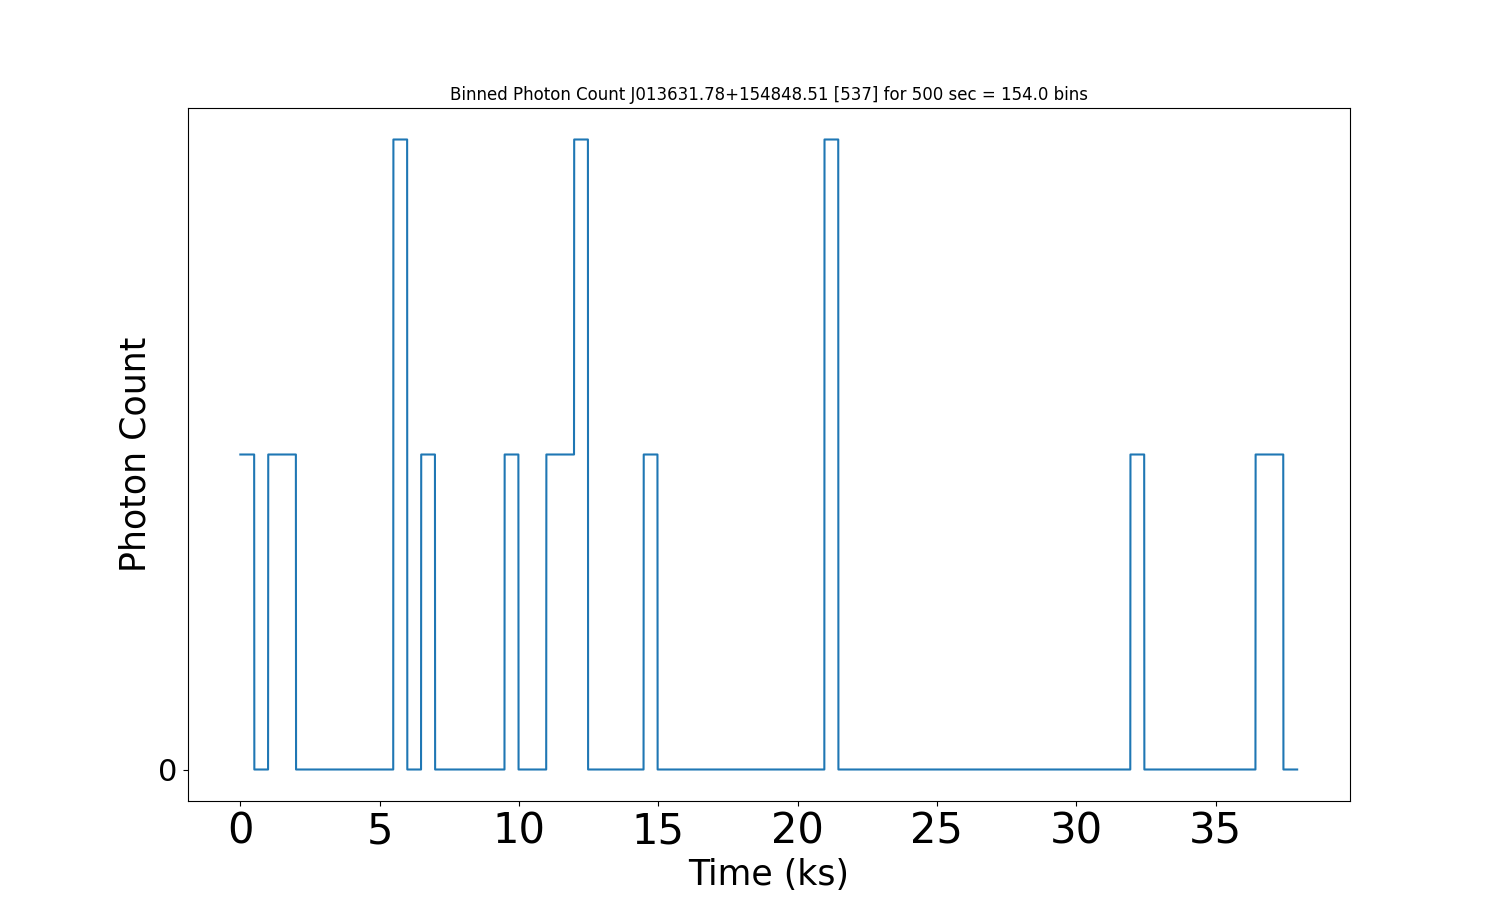 Binned Photon Count J013631.78+154848.51 [537] for 500 sec = 154.0 bins
Photon Count
0
0 5 10 15 20 25 30 35
Time (ks)